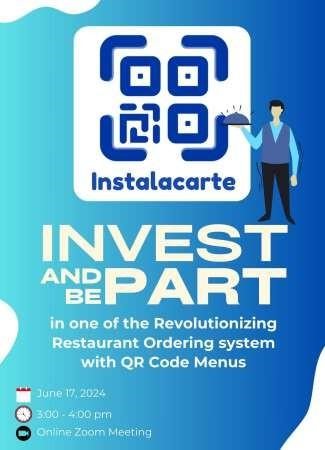 Instalacarte
INVEST
AND BE PART
in one of the Revolutionizing
Restaurant Ordering system
with QR Code Menus
June 17, 2024
3:00 - 4:00 pm
Online Zoom Meeting